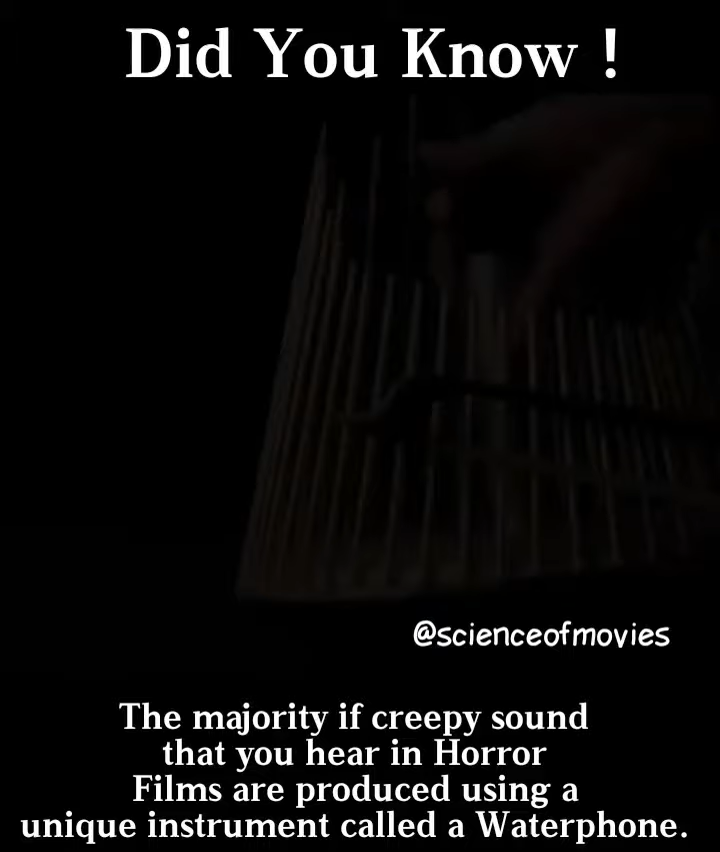 Did You Know !
@scienceofmovies
The majority if creepy sound
that you hear in Horror
Films are produced using a
unique instrument called a Waterphone.